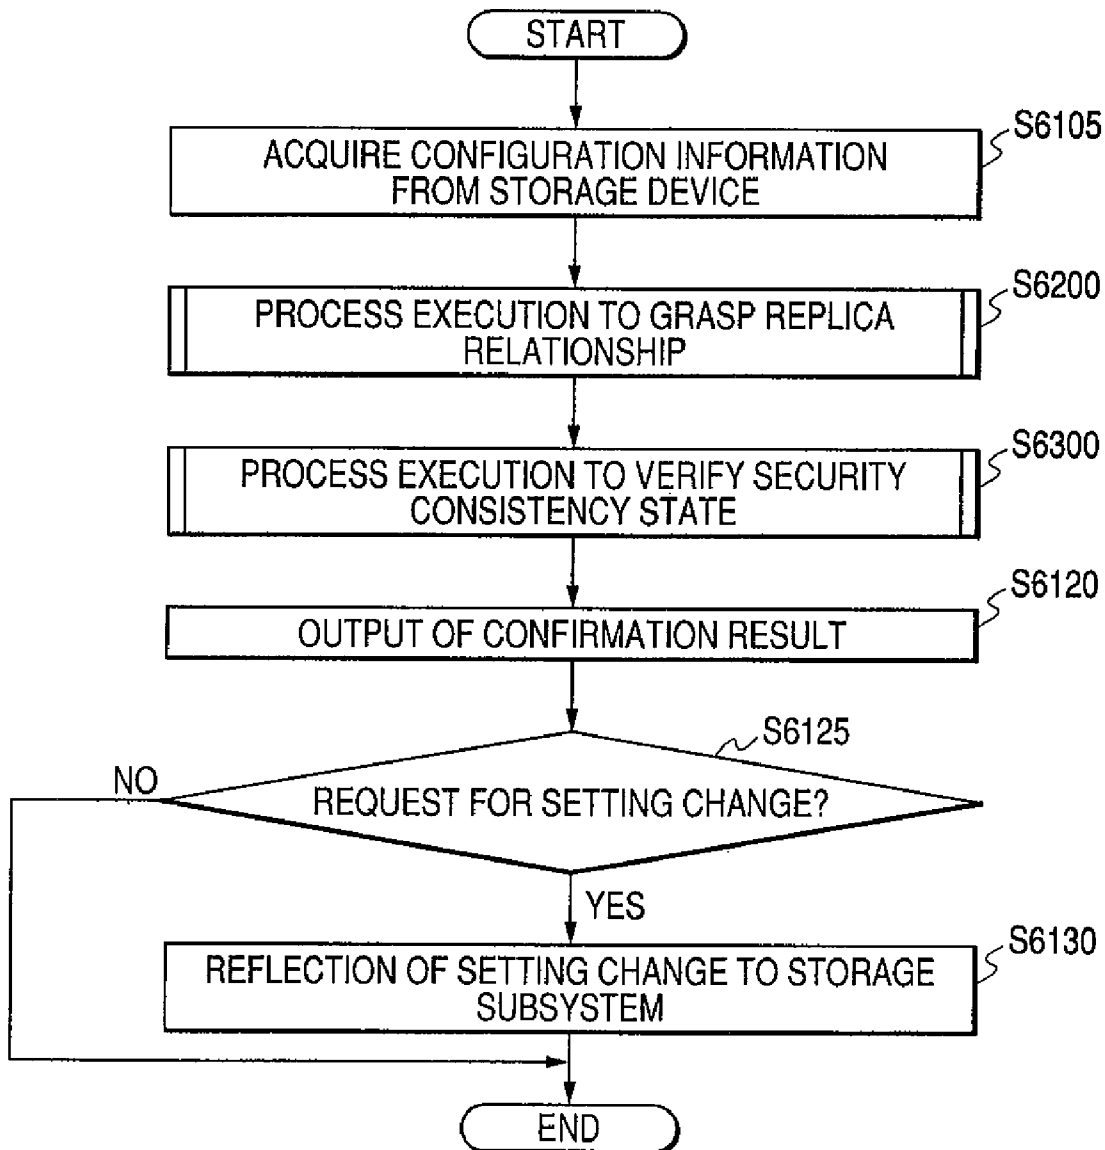 START
S6105
ACQUIRE CONFIGURATION INFORMATION
FROM STORAGE DEVICE
S6200
PROCESS EXECUTION TO GRASP REPLICA
RELATIONSHIP
S6300
PROCESS EXECUTION TO VERIFY SECURITY
CONSISTENCY STATE
S6120
OUTPUT OF CONFIRMATION RESULT
S6125
NO
REQUEST FOR SETTING CHANGE?
YES
S6130
REFLECTION OF SETTING CHANGE TO STORAGE
SUBSYSTEM
END